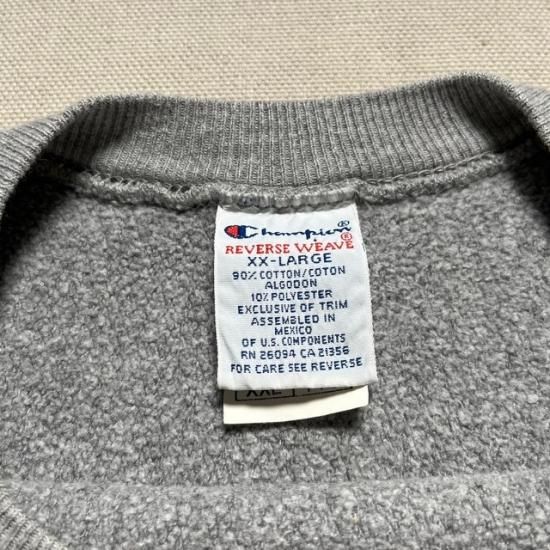 Champion®
REVERSE WEAVE®
XX-LARGE
90% COTTON/COTON
ALGODON
10% POLYESTER
EXCLUSIVE OF TRIM
ASSEMBLED IN
MEXICO
OF U.S. COMPONENTS
RN 26094 CA 21356
FOR CARE SEE REVERSE
XXL